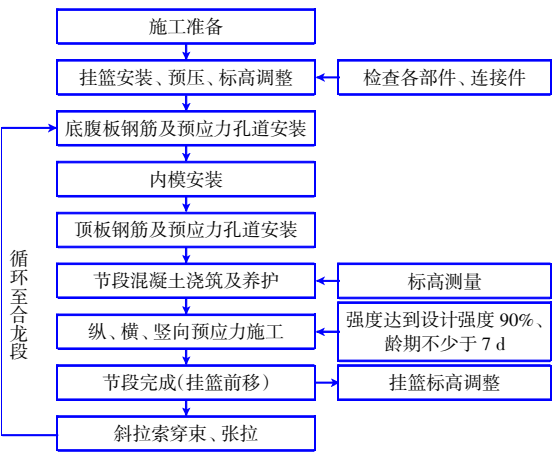 施工准备
挂篮安装、预压、标高调整
检查各部件、连接件
底腹板钢筋及预应力孔道安装
内模安装
顶板钢筋及预应力孔道安装
节段混凝土浇筑及养护
标高测量
纵、横、竖向预应力施工
强度达到设计强度 90%、
龄期不少于 7 d
节段完成(挂篮前移)
挂篮标高调整
斜拉索穿束、张拉
循环至合龙段